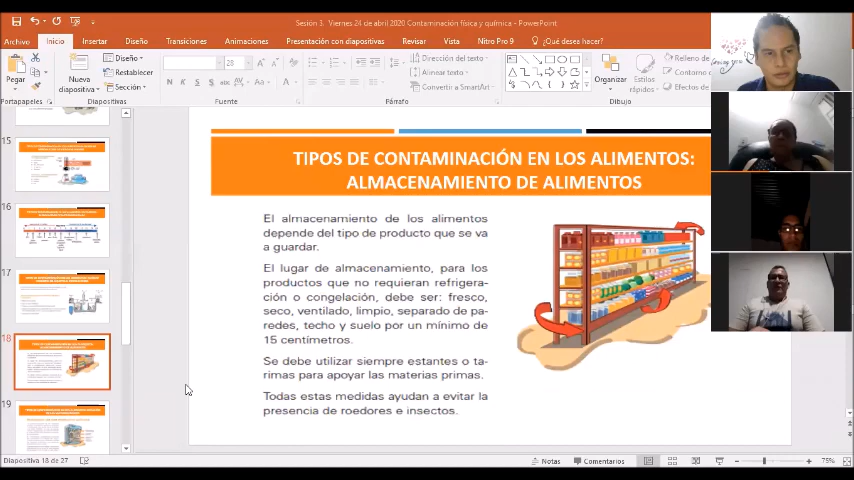 Sesión 3. Viernes 24 de abril 2020 Contaminación física y química - PowerPoint
Archivo Inicio Insertar Diseño Transiciones Animaciones Presentación con diapositivas Revisar Vista Nitro Pro 9 ¿Qué desea hacer?
Pegar
Nueva diapositiva
Diseño
Restablecer
Sección
28
N K S
Aa
A
Dirección del texto
Alinear texto
Convertir a SmartArt
Organizar
Estilos rápidos
Relleno de
Contorno
Efectos de
Portapapeles Diapositivas Fuente Párrafo Dibujo
15
16
17
18
19
TIPOS DE CONTAMINACIÓN EN LOS ALIMENTOS:
ALMACENAMIENTO DE ALIMENTOS
El almacenamiento de los alimentos
depende del tipo de producto que se va
a guardar.
El lugar de almacenamiento, para los
productos que no requieran refrigera-
ción o congelación, debe ser: fresco,
seco, ventilado, limpio, separado de pa-
redes, techo y suelo por un mínimo de
15 centímetros.
Se debe utilizar siempre estantes o ta-
rimas para apoyar las materias primas.
Todas estas medidas ayudan a evitar la
presencia de roedores e insectos.
Diapositiva 18 de 27
Notas Comentarios 75%